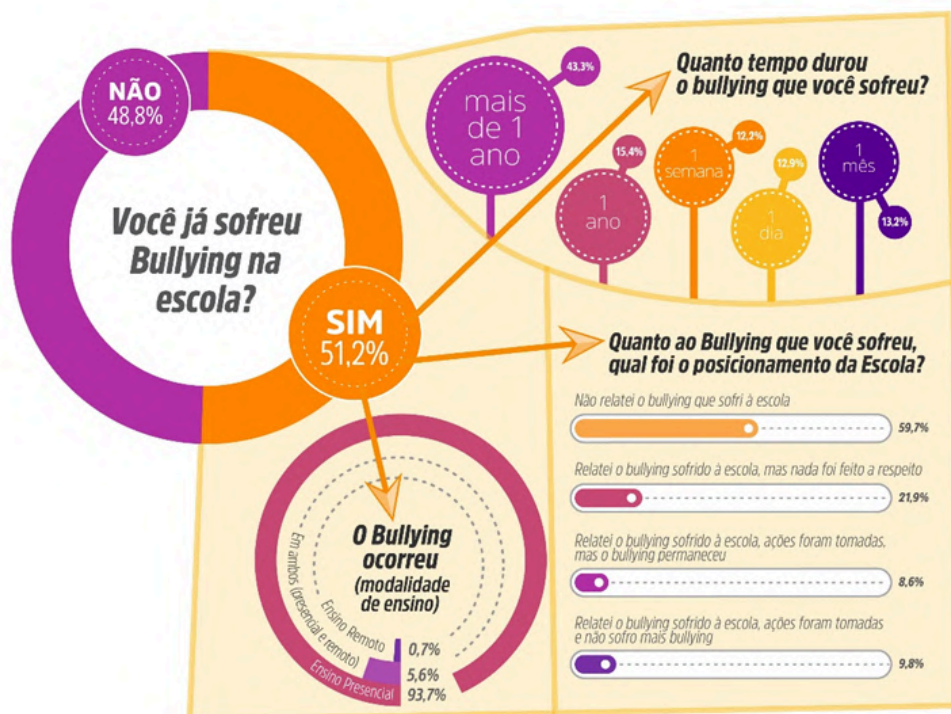 NÃO
48,8%
Você já sofreu
Bullying na
escola?
SIM
51,2%
Quanto tempo durou
o bullying que você sofreu?
mais
de 1
ano
43,3%
1
ano
15,4%
1
semana
12,2%
1
dia
12,9%
1
mês
13,2%
Quanto ao Bullying que você sofreu,
qual foi o posicionamento da Escola?
Não relatei o bullying que sofri à escola
59,7%
Relatei o bullying sofrido à escola, mas nada foi feito a respeito
21,9%
Relatei o bullying sofrido à escola, ações foram tomadas,
mas o bullying permaneceu
8,6%
Relatei o bullying sofrido à escola, ações foram tomadas
e não sofro mais bullying
9,8%
O Bullying
ocorreu
(modalidade
de ensino)
Ensino Remoto
0,7%
Em ambos (presencial e remoto)
5,6%
Ensino Presencial
93,7%